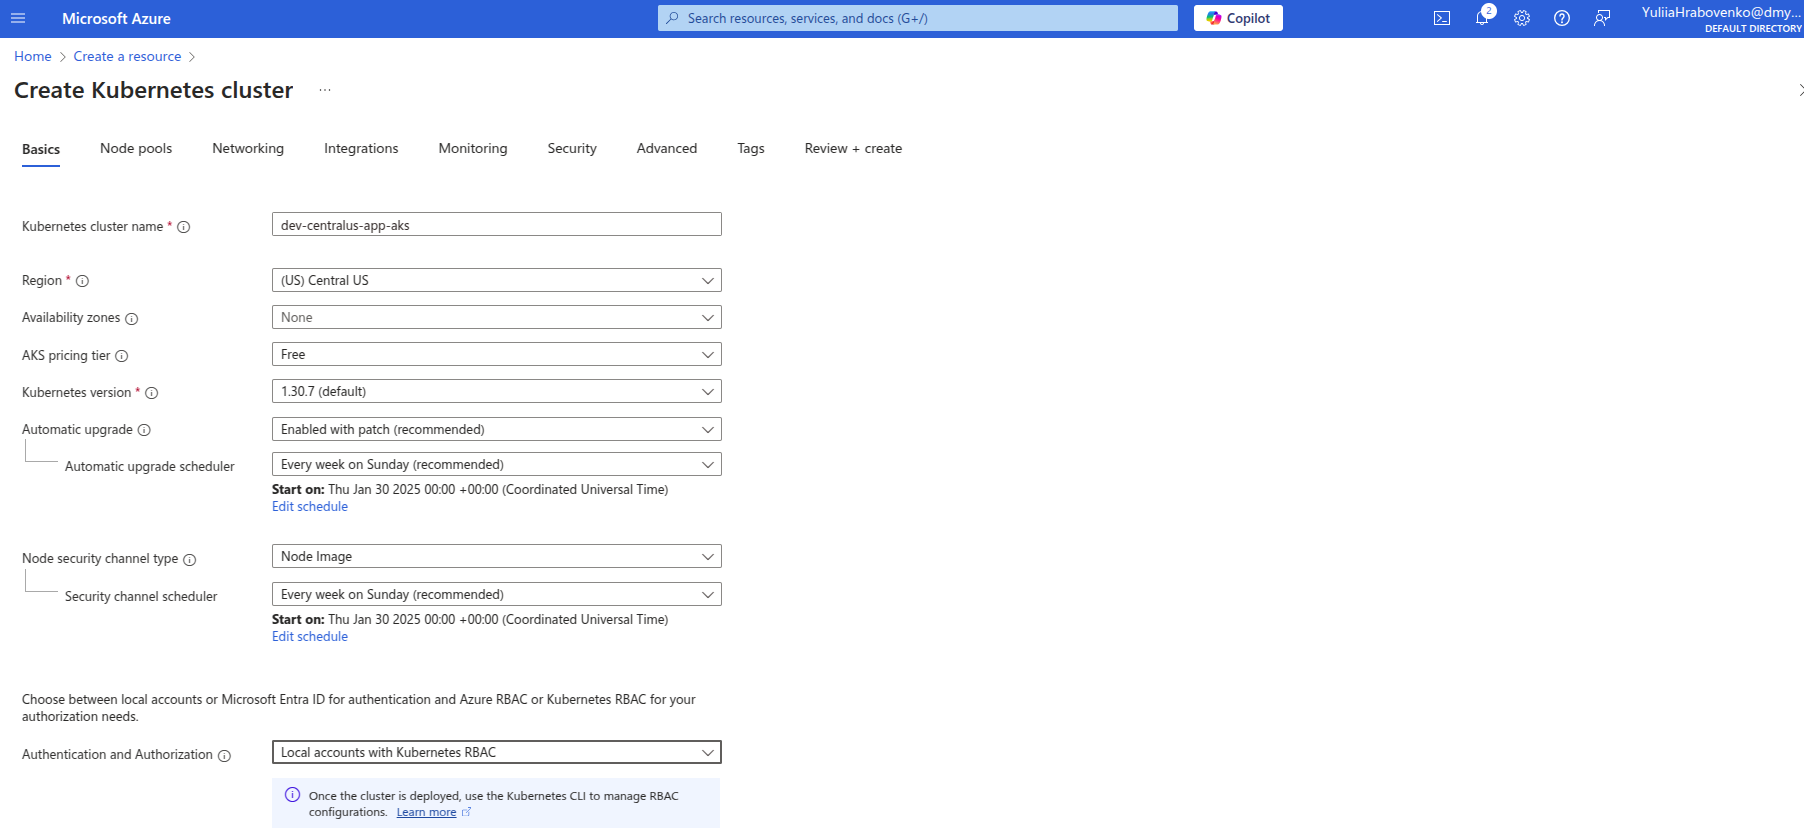 Microsoft Azure
Search resources, services, and docs (G+/)
Copilot
2
YuliiaHrabovenko@dmy...
DEFAULT DIRECTORY
Home > Create a resource >
Create Kubernetes cluster ...
Basics Node pools Networking Integrations Monitoring Security Advanced Tags Review + create
Kubernetes cluster name * dev-centralus-app-aks
Region * (US) Central US
Availability zones None
AKS pricing tier Free
Kubernetes version * 1.30.7 (default)
Automatic upgrade Enabled with patch (recommended)
Automatic upgrade scheduler Every week on Sunday (recommended)
Start on: Thu Jan 30 2025 00:00 +00:00 (Coordinated Universal Time)
Edit schedule
Node security channel type Node Image
Security channel scheduler Every week on Sunday (recommended)
Start on: Thu Jan 30 2025 00:00 +00:00 (Coordinated Universal Time)
Edit schedule
Choose between local accounts or Microsoft Entra ID for authentication and Azure RBAC or Kubernetes RBAC for your
authorization needs.
Authentication and Authorization Local accounts with Kubernetes RBAC
Once the cluster is deployed, use the Kubernetes CLI to manage RBAC
configurations. Learn more